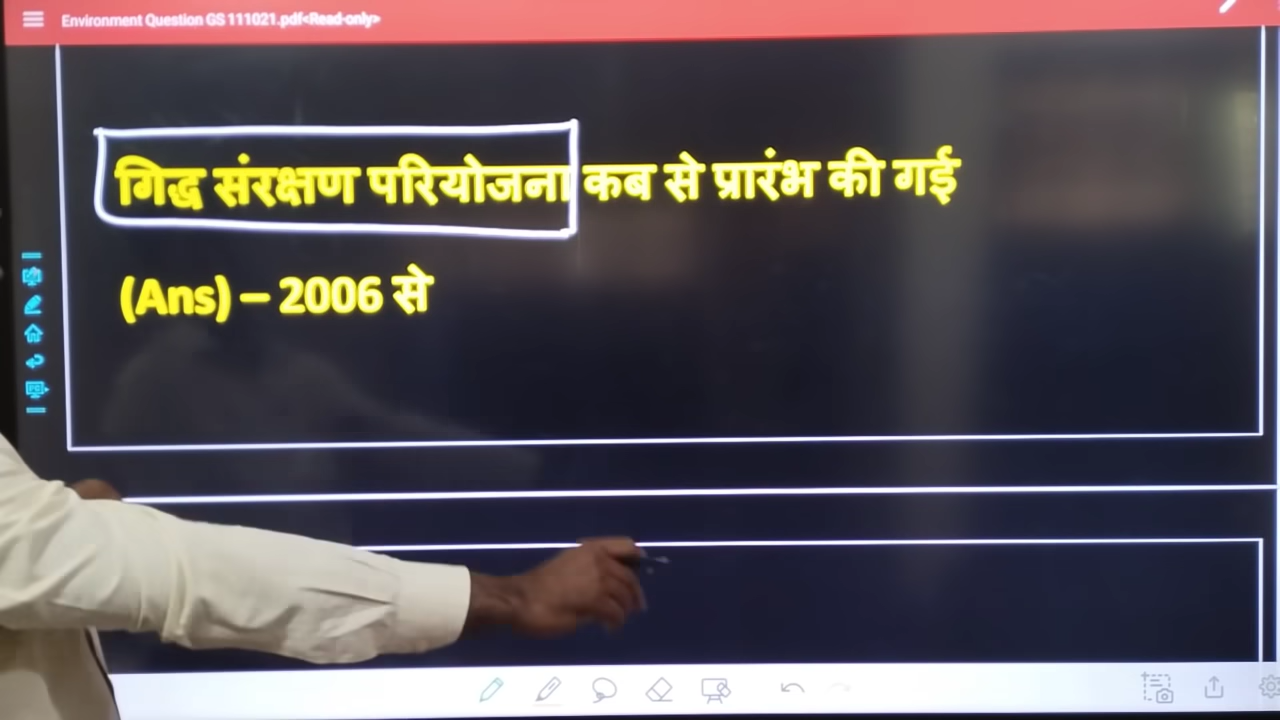 Environment Question GS 111021.pdf<Read-only>
गिद्ध संरक्षण परियोजना कब से प्रारंभ की गई
(Ans) – 2006 से